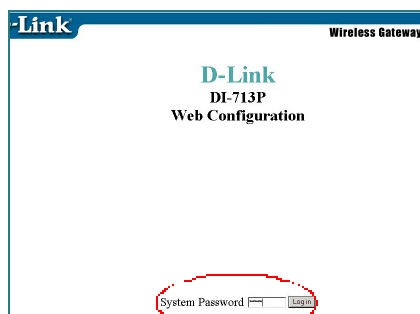 -Link
Wireless Gateway
D-Link
DI-713P
Web Configuration
System Password
Log in